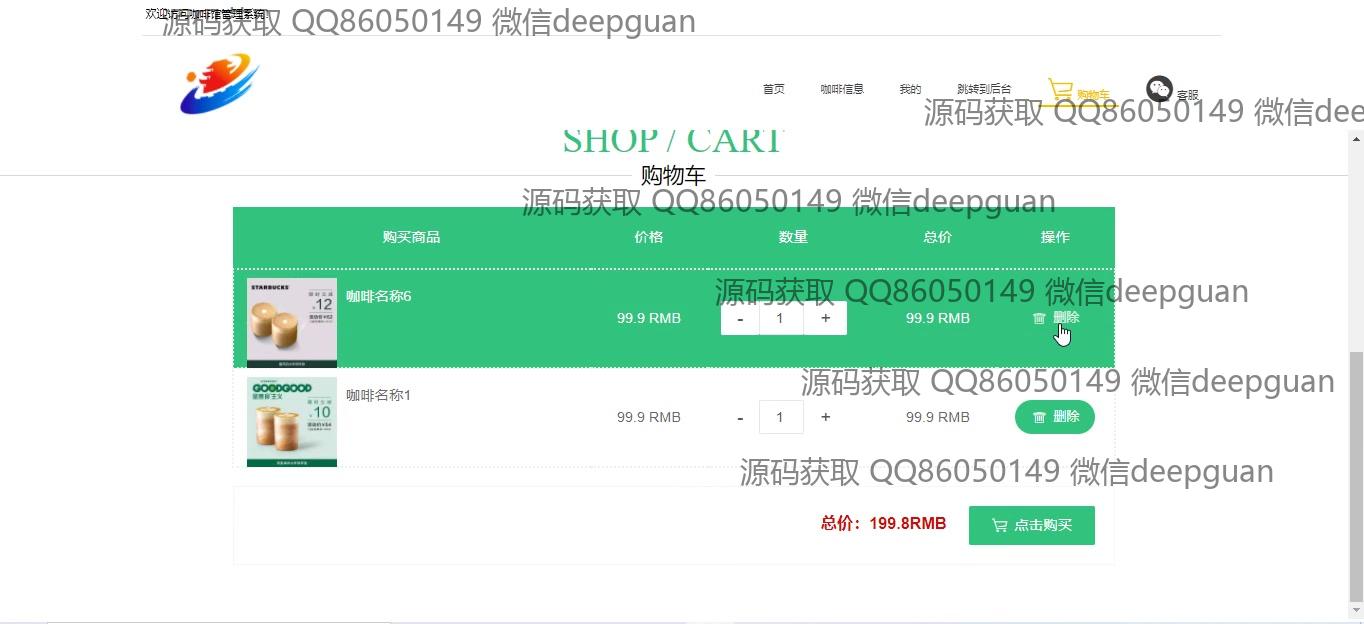 欢迎访问咖啡馆管理系统!
源码获取 QQ86050149 微信deepguan
首页 咖啡信息 我的 跳转到后台 购物车 客服
源码获取 QQ86050149 微信dee
SHOP / CART
购物车
源码获取 QQ86050149 微信deepguan
购买商品 价格 数量 总价 操作
源码获取 QQ86050149 微信deepguan
STARBUCKS
12
咖啡名称6
99.9 RMB - 1 + 99.9 RMB 删除
源码获取 QQ86050149 微信deepguan
GOODGOOD
10
咖啡名称1
99.9 RMB - 1 + 99.9 RMB 删除
源码获取 QQ86050149 微信deepguan
总价：199.8RMB 点击购买